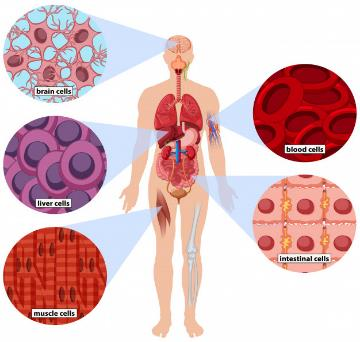 brain cells
blood cells
liver cells
intestinal cells
muscle cells